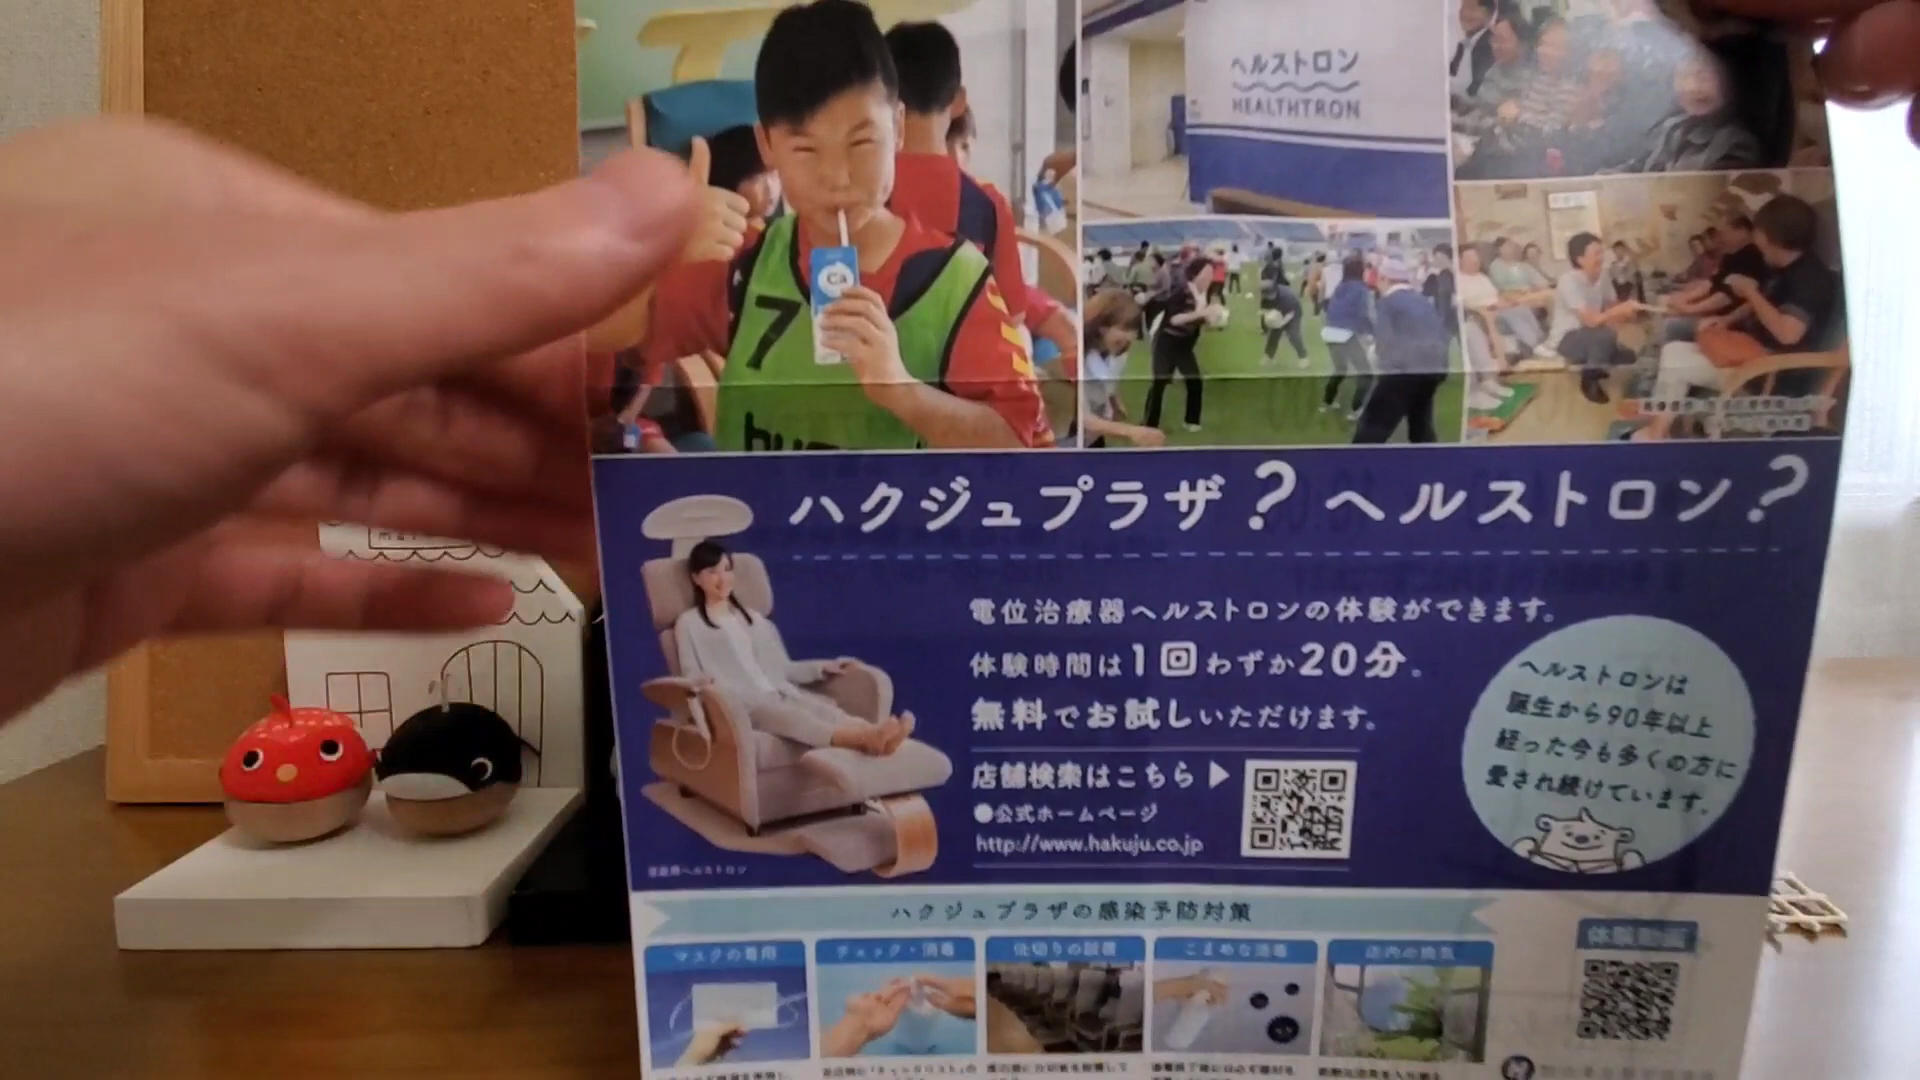 ヘルストロン
HEALTHTRON
Ca
7
ハクジュプラザ？ヘルストロン？
電位治療器ヘルストロンの体験ができます。
体験時間は1回わずか20分。
無料でお試しいただけます。
店舗検索はこちら▶
●公式ホームページ
http://www.hakuju.co.jp
ヘルストロンは
誕生から90年以上
経った今も多くの方に
愛され続けています。
ハクジュプラザの感染予防対策
マスクの着用
チェック・消毒
仕切りの設置
こまめな消毒
店内の換気
体験動画